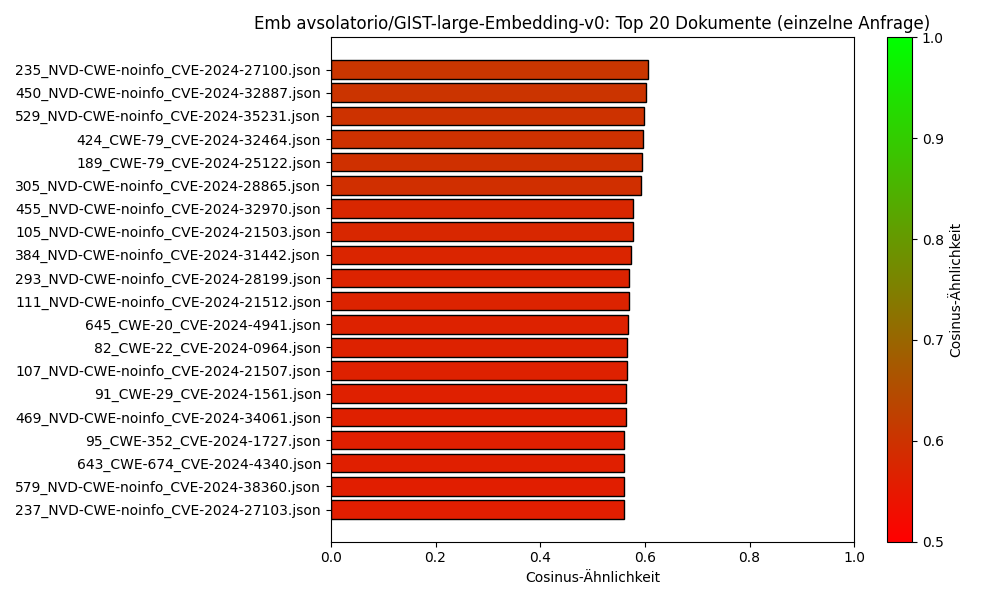 Emb avsolatorio/GIST-large-Embedding-v0: Top 20 Dokumente (einzelne Anfrage)
235_NVD-CWE-noinfo_CVE-2024-27100.json
450_NVD-CWE-noinfo_CVE-2024-32887.json
529_NVD-CWE-noinfo_CVE-2024-35231.json
424_CWE-79_CVE-2024-32464.json
189_CWE-79_CVE-2024-25122.json
305_NVD-CWE-noinfo_CVE-2024-28865.json
455_NVD-CWE-noinfo_CVE-2024-32970.json
105_NVD-CWE-noinfo_CVE-2024-21503.json
384_NVD-CWE-noinfo_CVE-2024-31442.json
293_NVD-CWE-noinfo_CVE-2024-28199.json
111_NVD-CWE-noinfo_CVE-2024-21512.json
645_CWE-20_CVE-2024-4941.json
82_CWE-22_CVE-2024-0964.json
107_NVD-CWE-noinfo_CVE-2024-21507.json
91_CWE-29_CVE-2024-1561.json
469_NVD-CWE-noinfo_CVE-2024-34061.json
95_CWE-352_CVE-2024-1727.json
643_CWE-674_CVE-2024-4340.json
579_NVD-CWE-noinfo_CVE-2024-38360.json
237_NVD-CWE-noinfo_CVE-2024-27103.json
0.0 0.2 0.4 0.6 0.8 1.0
Cosinus-Ähnlichkeit
1.0
0.9
0.8
0.7
0.6
0.5
Cosinus-Ähnlichkeit